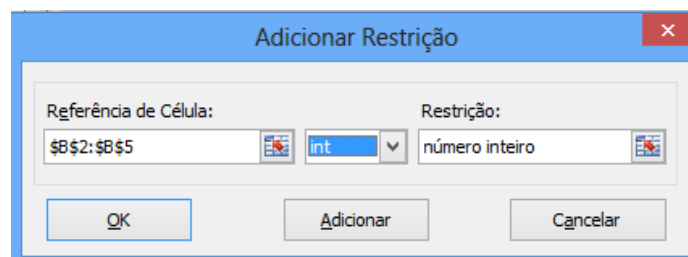 Adicionar Restrição
Referência de Célula:
Restrição:
$B$2:$B$5
int
número inteiro
OK
Adicionar
Cancelar